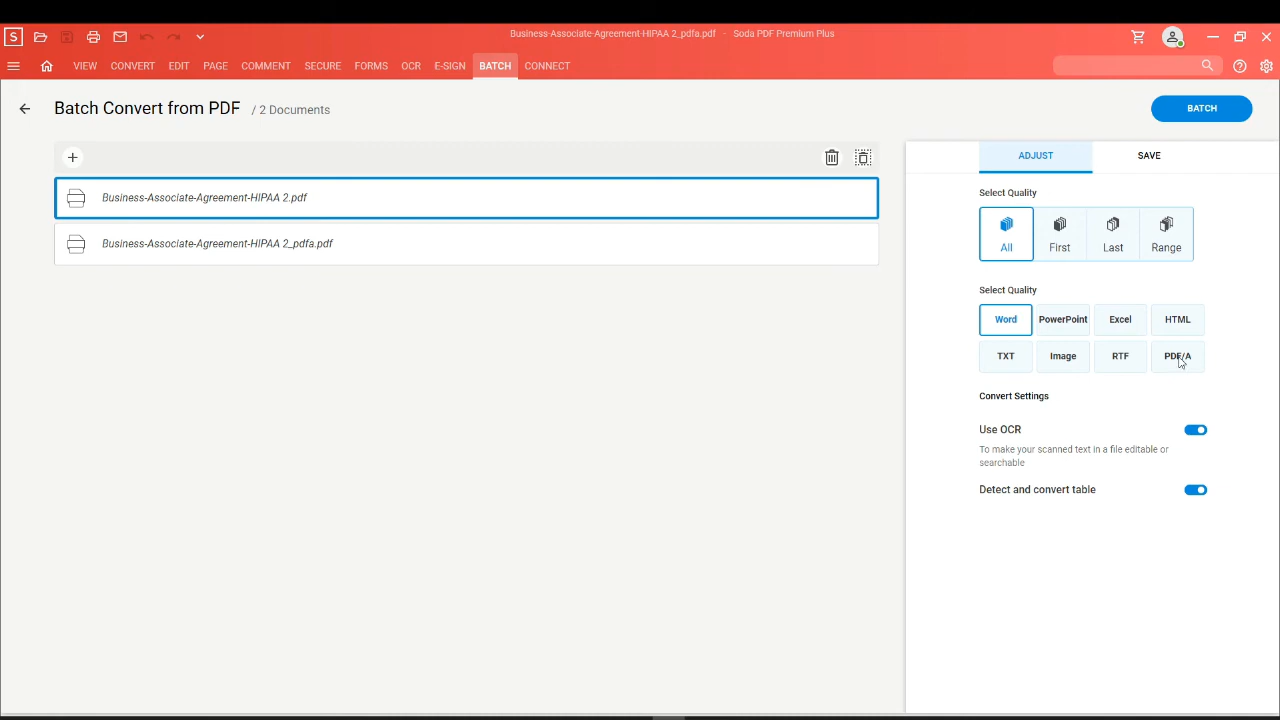 S
Business-Associate-Agreement-HIPAA 2_pdfa.pdf - Soda PDF Premium Plus
VIEW CONVERT EDIT PAGE COMMENT SECURE FORMS OCR E-SIGN BATCH CONNECT
Batch Convert from PDF / 2 Documents
BATCH
ADJUST SAVE
Business-Associate-Agreement-HIPAA 2.pdf
Business-Associate-Agreement-HIPAA 2_pdfa.pdf
Select Quality
All First Last Range
Select Quality
Word PowerPoint Excel HTML
TXT Image RTF PDF/A
Convert Settings
Use OCR
To make your scanned text in a file editable or
searchable
Detect and convert table